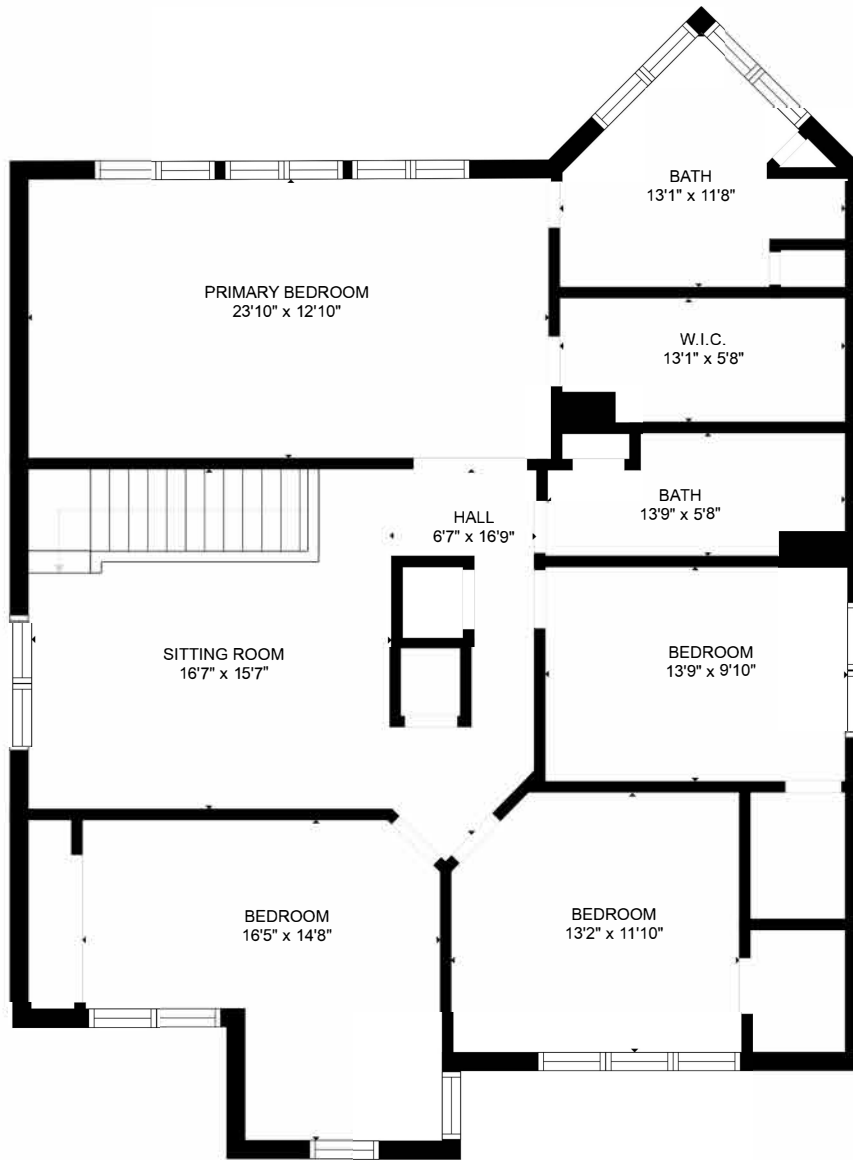 BATH
13'1" x 11'8"
PRIMARY BEDROOM
23'10" x 12'10"
W.I.C.
13'1" x 5'8"
BATH
13'9" x 5'8"
HALL
6'7" x 16'9"
SITTING ROOM
16'7" x 15'7"
BEDROOM
13'9" x 9'10"
BEDROOM
16'5" x 14'8"
BEDROOM
13'2" x 11'10"